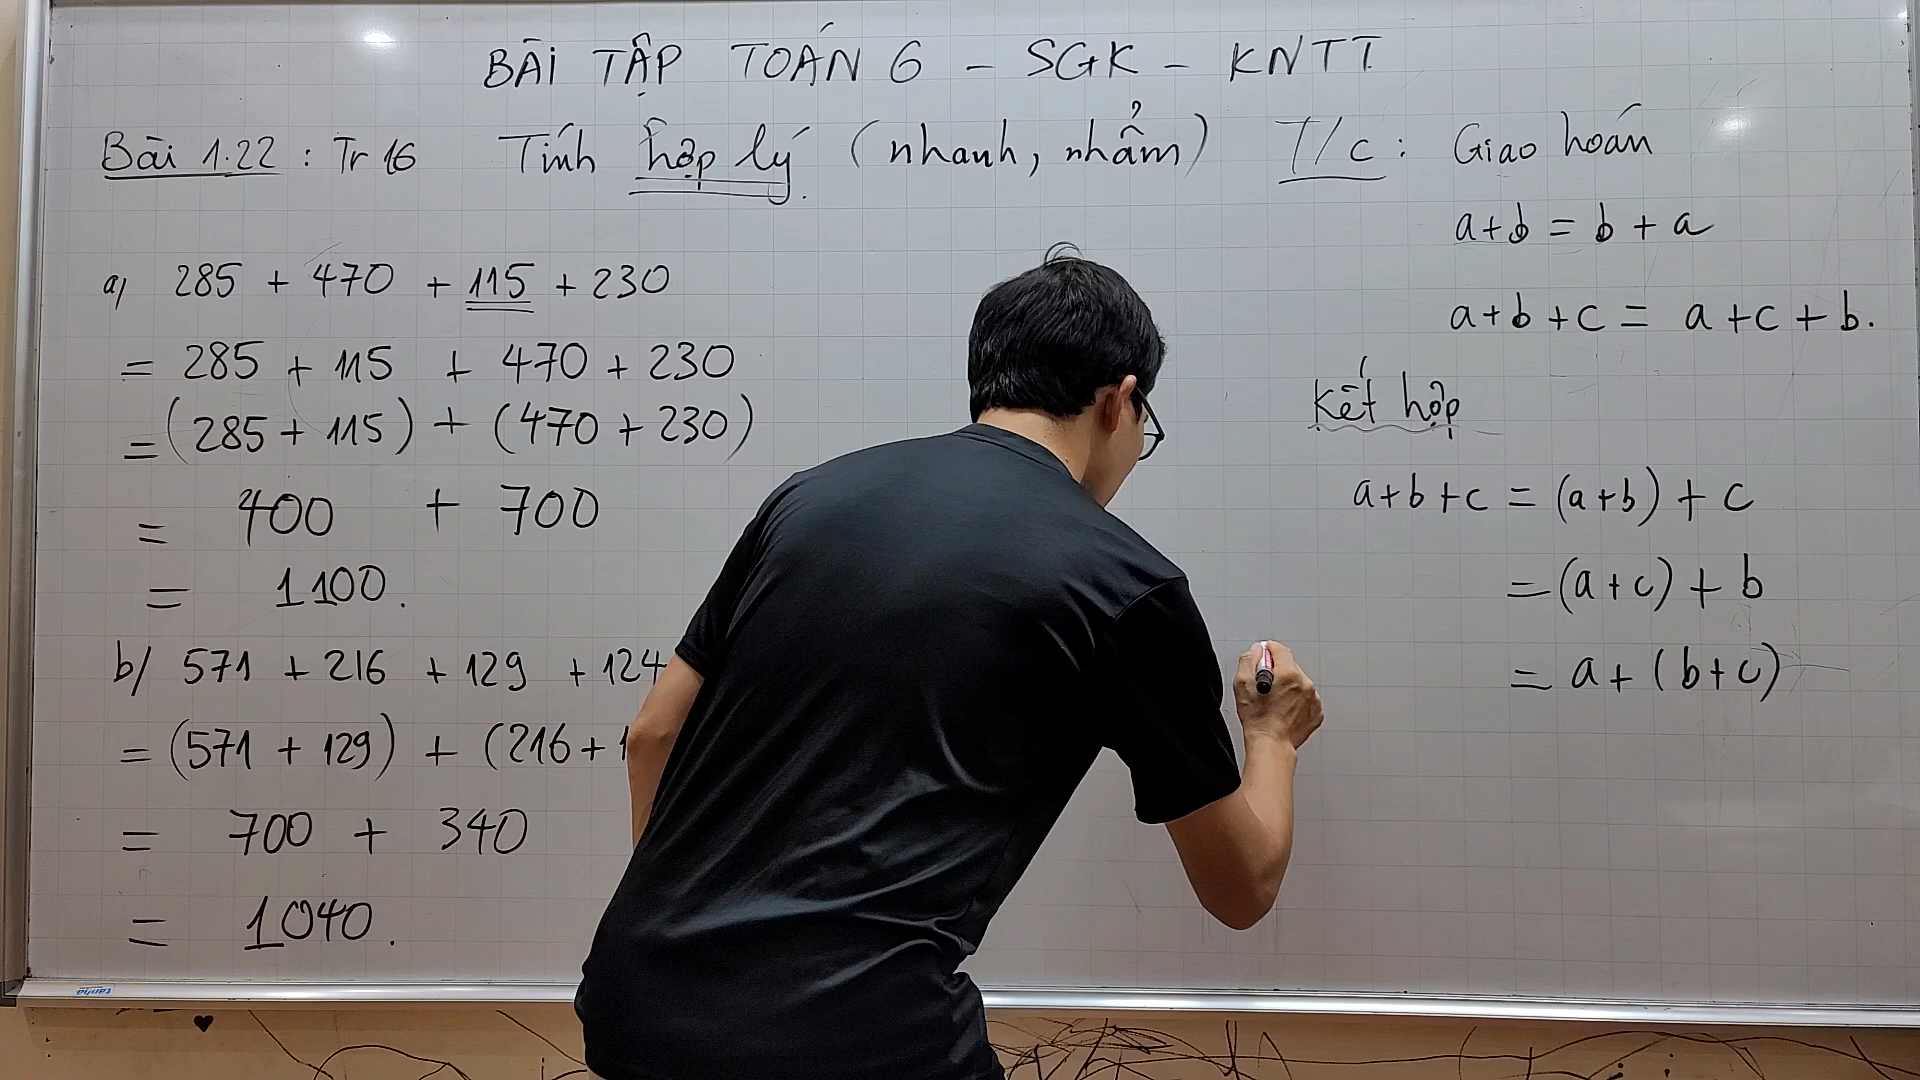 BÀI TẬP TOÁN 6 - SGK - KNTT
Bài 1.22 : Tr 16 Tính hợp lý (nhanh, nhẩm)
a) 285 + 470 + 115 + 230
= 285 + 115 + 470 + 230
= (285 + 115) + (470 + 230)
= 400 + 700
= 1100.
b) 571 + 216 + 129 + 124
= (571 + 129) + (216 +
= 700 + 340
= 1040.
T/c : Giao hoán
a+b = b + a
a+b+c = a+c+b.
Kết hợp
a+b+c = (a+b) + c
= (a+c) + b
= a + (b+c)
tanhà